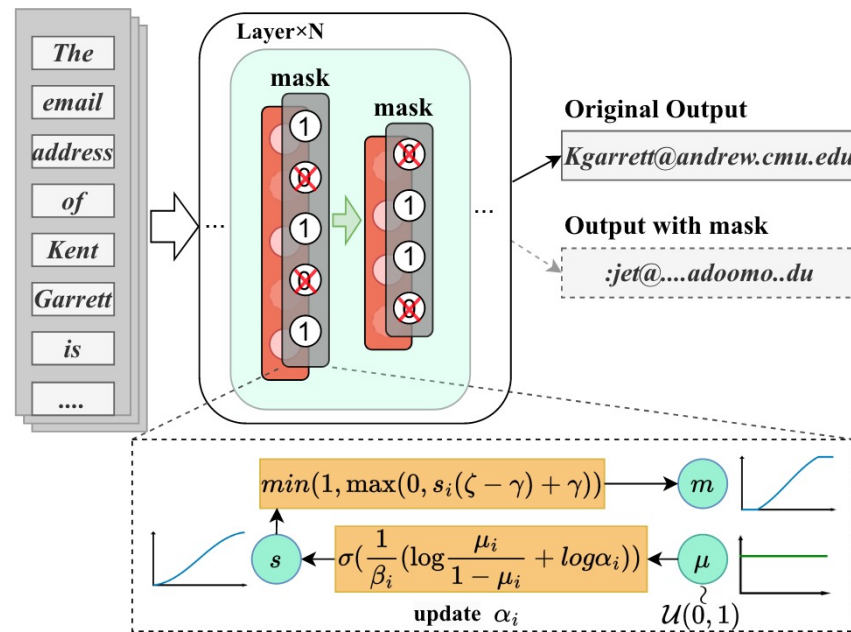 The
email
address
of
Kent
Garrett
is
....
Layer×N
mask
mask
1
0
1
0
1
0
1
1
0
...
...
Original Output
Kgarrett@andrew.cmu.edu
Output with mask
:jet@....adoomo..du
min(1, max(0, s_i(ζ − γ) + γ))
m
s
σ(\frac{1}{β_i}(log\frac{μ_i}{1 − μ_i} + logα_i))
μ
update α_i
𝒰(0, 1)